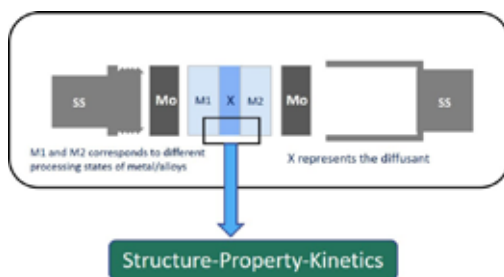 SS
Mo
M1
X
M2
Mo
SS
M1 and M2 corresponds to different
processing states of metal/alloys
X represents the diffusant
Structure-Property-Kinetics